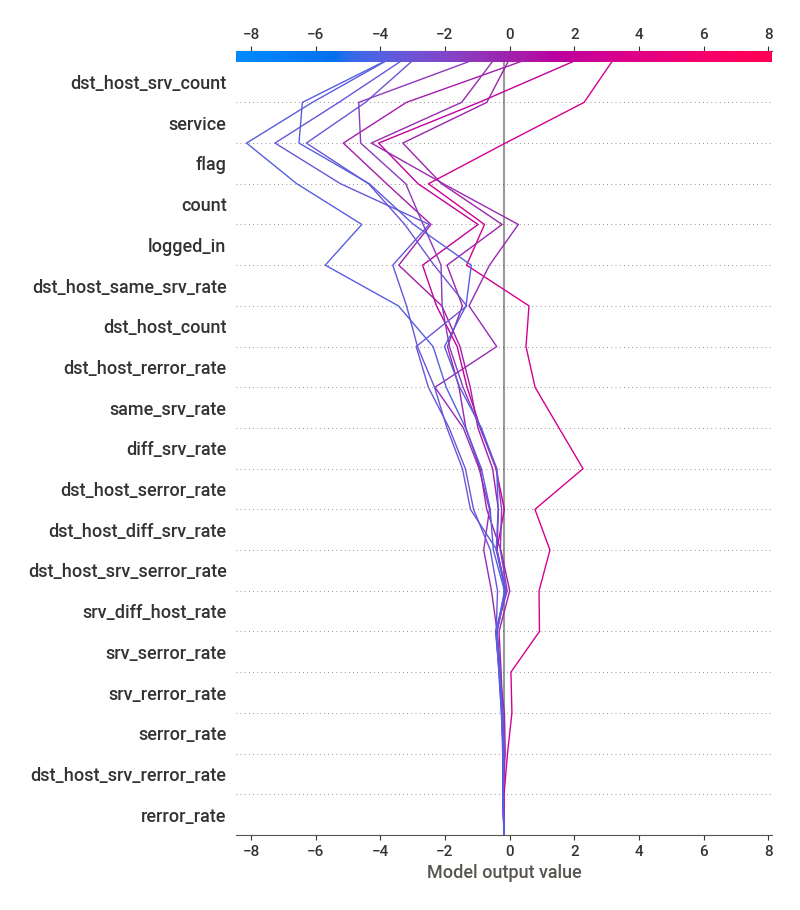 −8 −6 −4 −2 0 2 4 6 8
dst_host_srv_count
service
flag
count
logged_in
dst_host_same_srv_rate
dst_host_count
dst_host_rerror_rate
same_srv_rate
diff_srv_rate
dst_host_serror_rate
dst_host_diff_srv_rate
dst_host_srv_serror_rate
srv_diff_host_rate
srv_serror_rate
srv_rerror_rate
serror_rate
dst_host_srv_rerror_rate
rerror_rate
−8 −6 −4 −2 0 2 4 6 8
Model output value